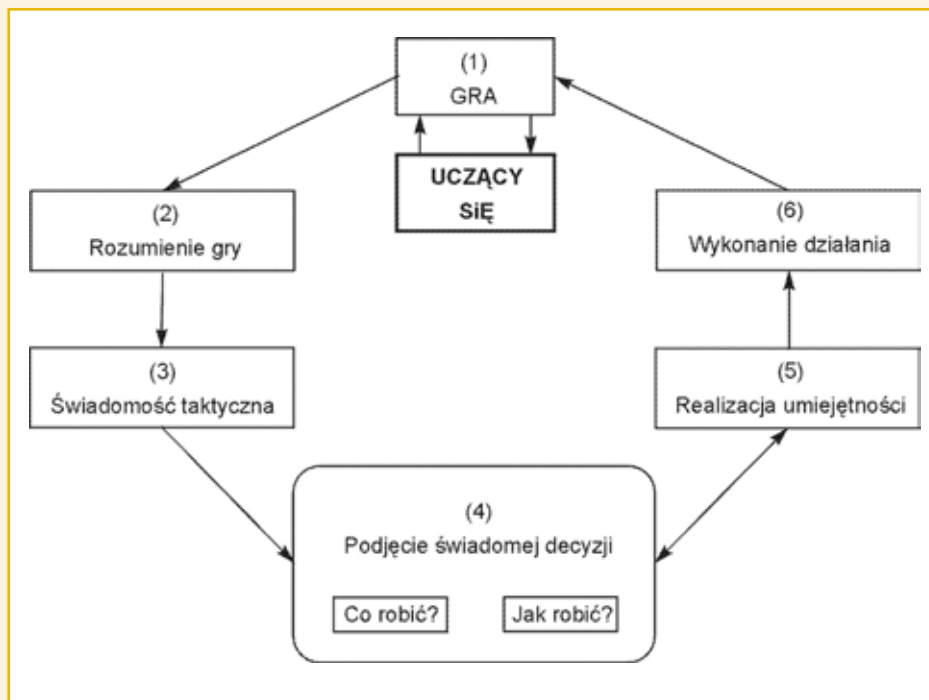 (1)
GRA
UCZĄCY
SiĘ
(2)
Rozumienie gry
(3)
Świadomość taktyczna
(4)
Podjęcie świadomej decyzji
Co robić?
Jak robić?
(5)
Realizacja umiejętności
(6)
Wykonanie działania